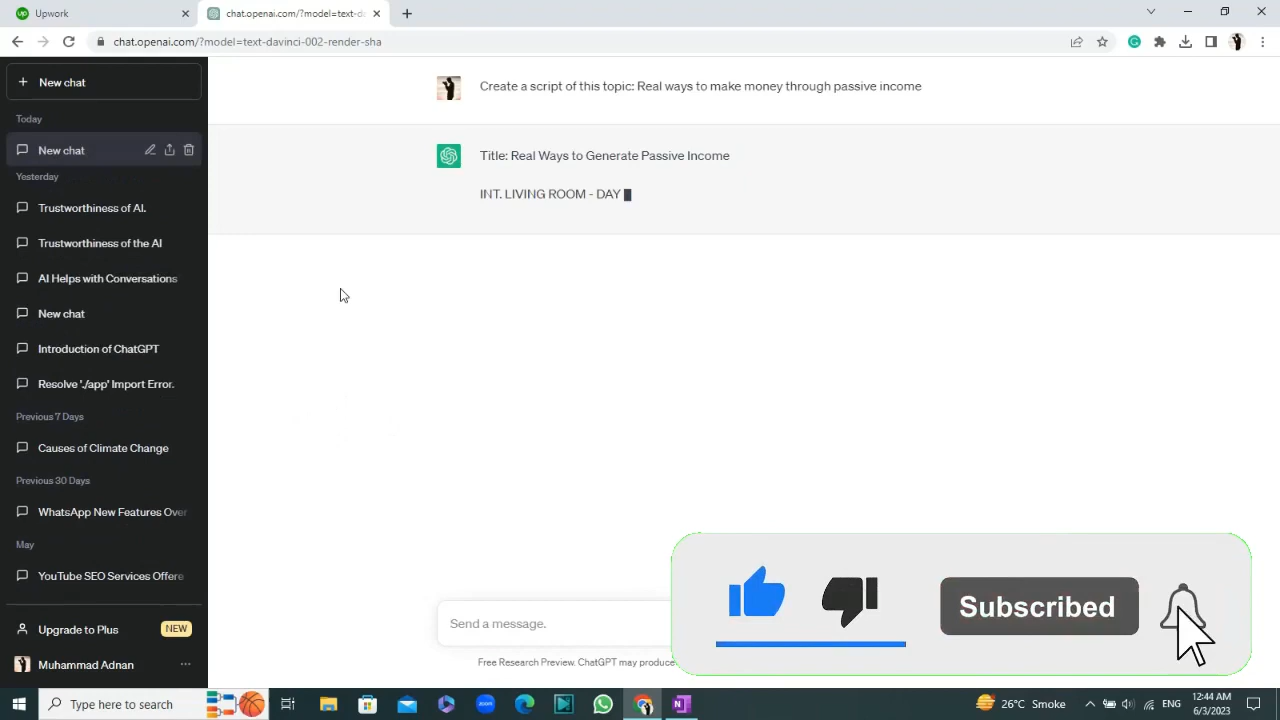 Upwork
chat.openai.com/?model=text-da
chat.openai.com/?model=text-davinci-002-render-sha
New chat
Today
New chat
Yesterday
Trustworthiness of AI.
Trustworthiness of the AI
AI Helps with Conversations
New chat
Introduction of ChatGPT
Resolve './app' Import Error.
Previous 7 Days
Causes of Climate Change
Previous 30 Days
WhatsApp New Features Over
May
YouTube SEO Services Offere
Upgrade to Plus NEW
Muhammad Adnan
Create a script of this topic: Real ways to make money through passive income
Title: Real Ways to Generate Passive Income
INT. LIVING ROOM - DAY
Send a message.
Free Research Preview. ChatGPT may produce
Subscribed
Type here to search
zoom
26°C Smoke
ENG
12:44 AM
6/3/2023